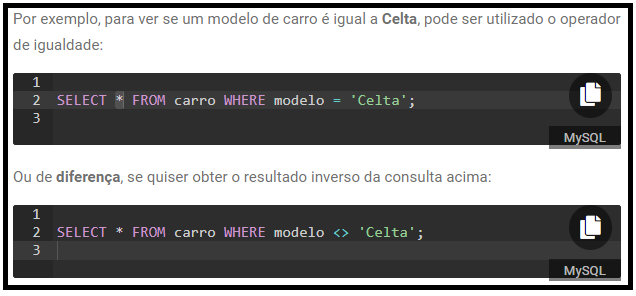 Por exemplo, para ver se um modelo de carro é igual a Celta, pode ser utilizado o operador
de igualdade:
1
2 SELECT * FROM carro WHERE modelo = 'Celta';
3
MySQL
Ou de diferença, se quiser obter o resultado inverso da consulta acima:
1
2 SELECT * FROM carro WHERE modelo <> 'Celta';
3
MySQL